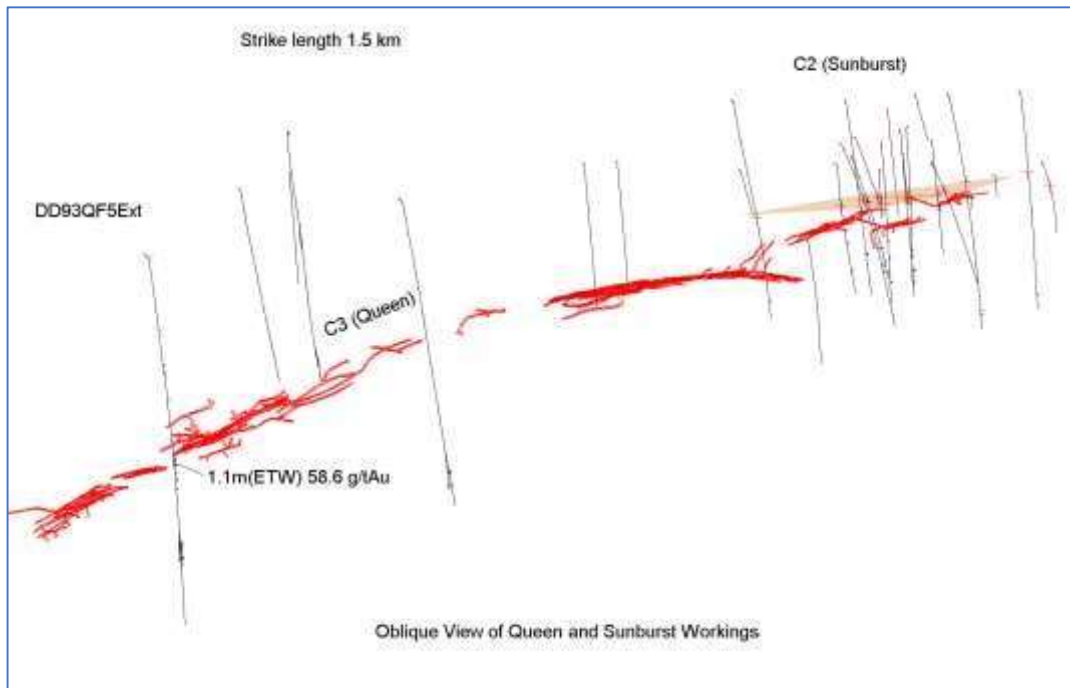 Strike length 1.5 km
C2 (Sunburst)
DD93QF5Ext
C3 (Queen)
1.1m(ETW) 58.6 g/tAu
Oblique View of Queen and Sunburst Workings